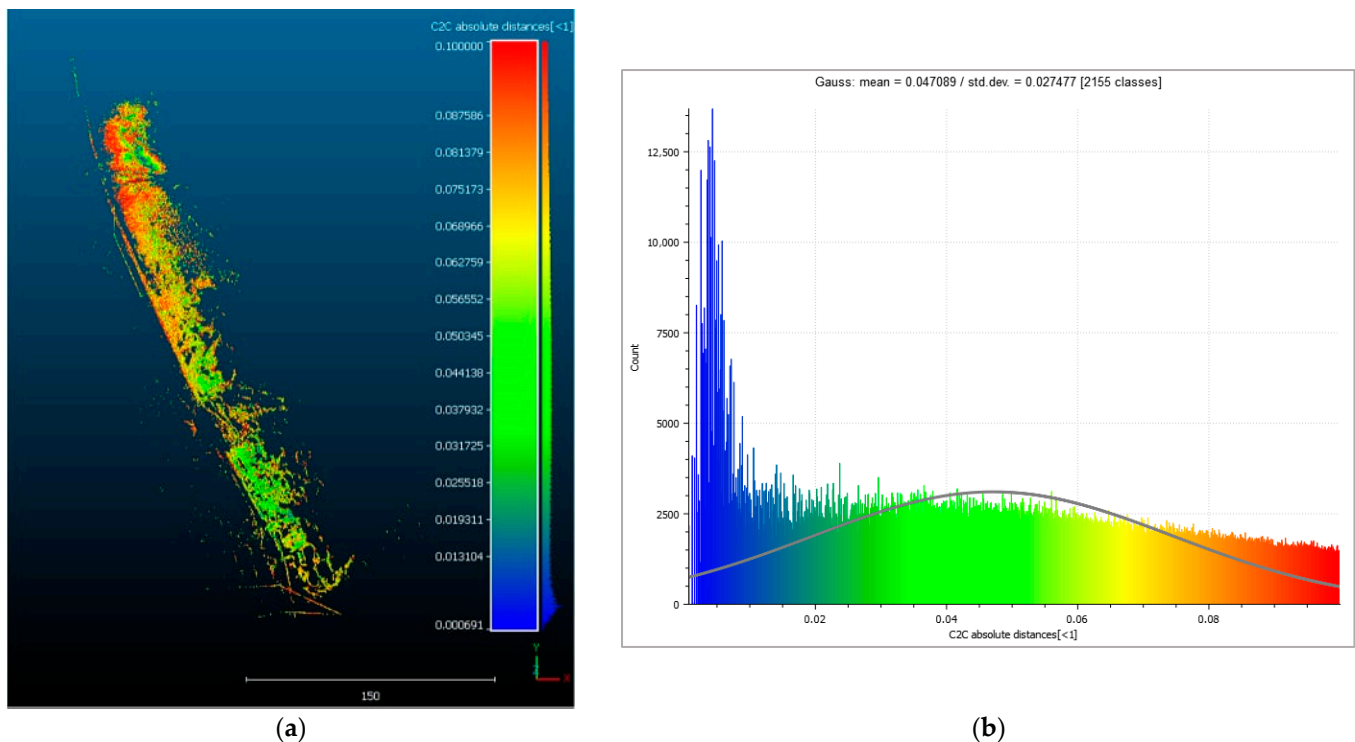 C2C absolute distances[<1]
0.100000
0.087586
0.081379
0.075173
0.068966
0.062759
0.056552
0.050345
0.044138
0.037932
0.031725
0.025518
0.019311
0.013104
0.000691
Y
Z
X
150
(a)
Gauss: mean = 0.047089 / std.dev. = 0.027477 [2155 classes]
12,500
10,000
7500
5000
2500
0
Count
0.02
0.04
0.06
0.08
C2C absolute distances[<1]
(b)